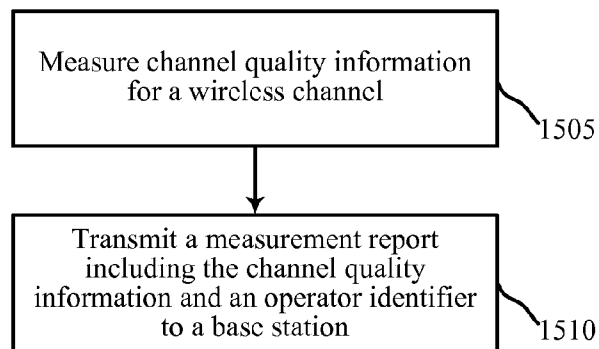 Measure channel quality information
for a wireless channel
1505
Transmit a measurement report
including the channel quality
information and an operator identifier
to a base station
1510